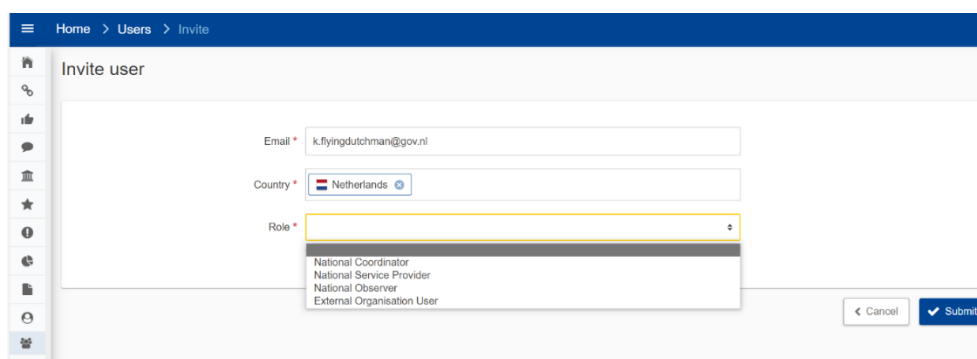 Home > Users > Invite
Invite user
Email * k.flyingdutchman@gov.nl
Country * Netherlands
Role *
National Coordinator
National Service Provider
National Observer
External Organisation User
Cancel
Submit